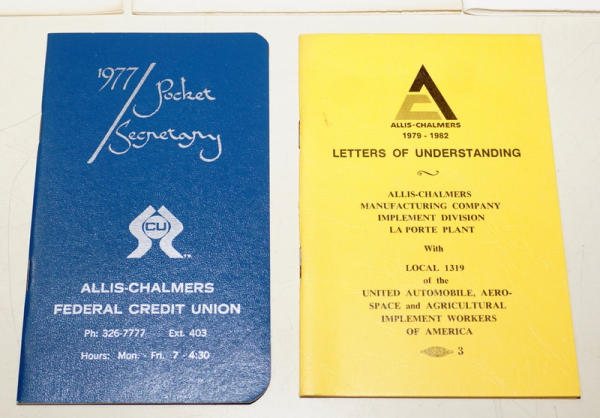 1977/Pocket
Secretary
CU
ALLIS-CHALMERS
FEDERAL CREDIT UNION
Ph: 326-7777 Ext. 403
Hours: Mon. - Fri. 7 - 4:30
ALLIS-CHALMERS
1979 - 1982
LETTERS OF UNDERSTANDING
ALLIS-CHALMERS
MANUFACTURING COMPANY
IMPLEMENT DIVISION
LA PORTE PLANT
With
LOCAL 1319
of the
UNITED AUTOMOBILE, AERO-
SPACE and AGRICULTURAL
IMPLEMENT WORKERS
OF AMERICA
3